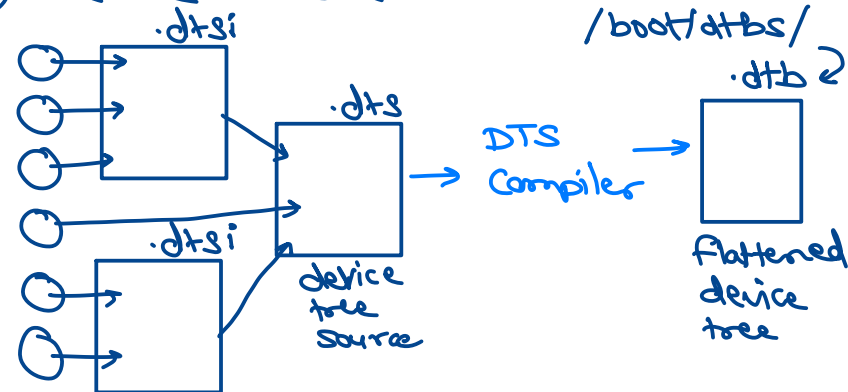 .dtsi
/boot/dtbs/
.dtb
.dts
DTS
Compiler
.dtsi
device
tree
source
flattened
device
tree